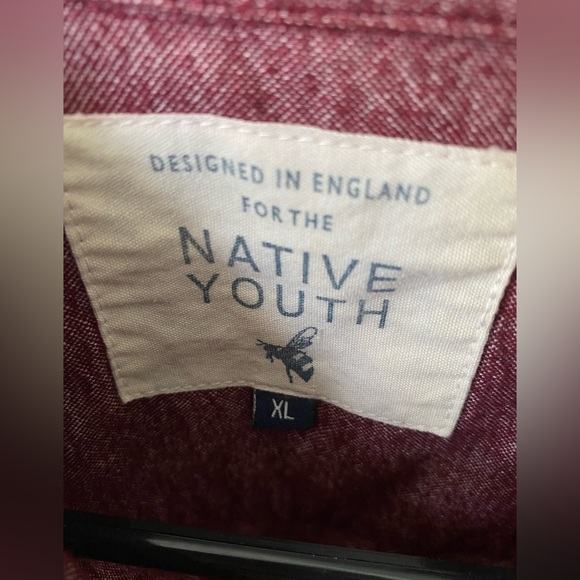 DESIGNED IN ENGLAND
FOR THE
NATIVE
YOUTH
XL